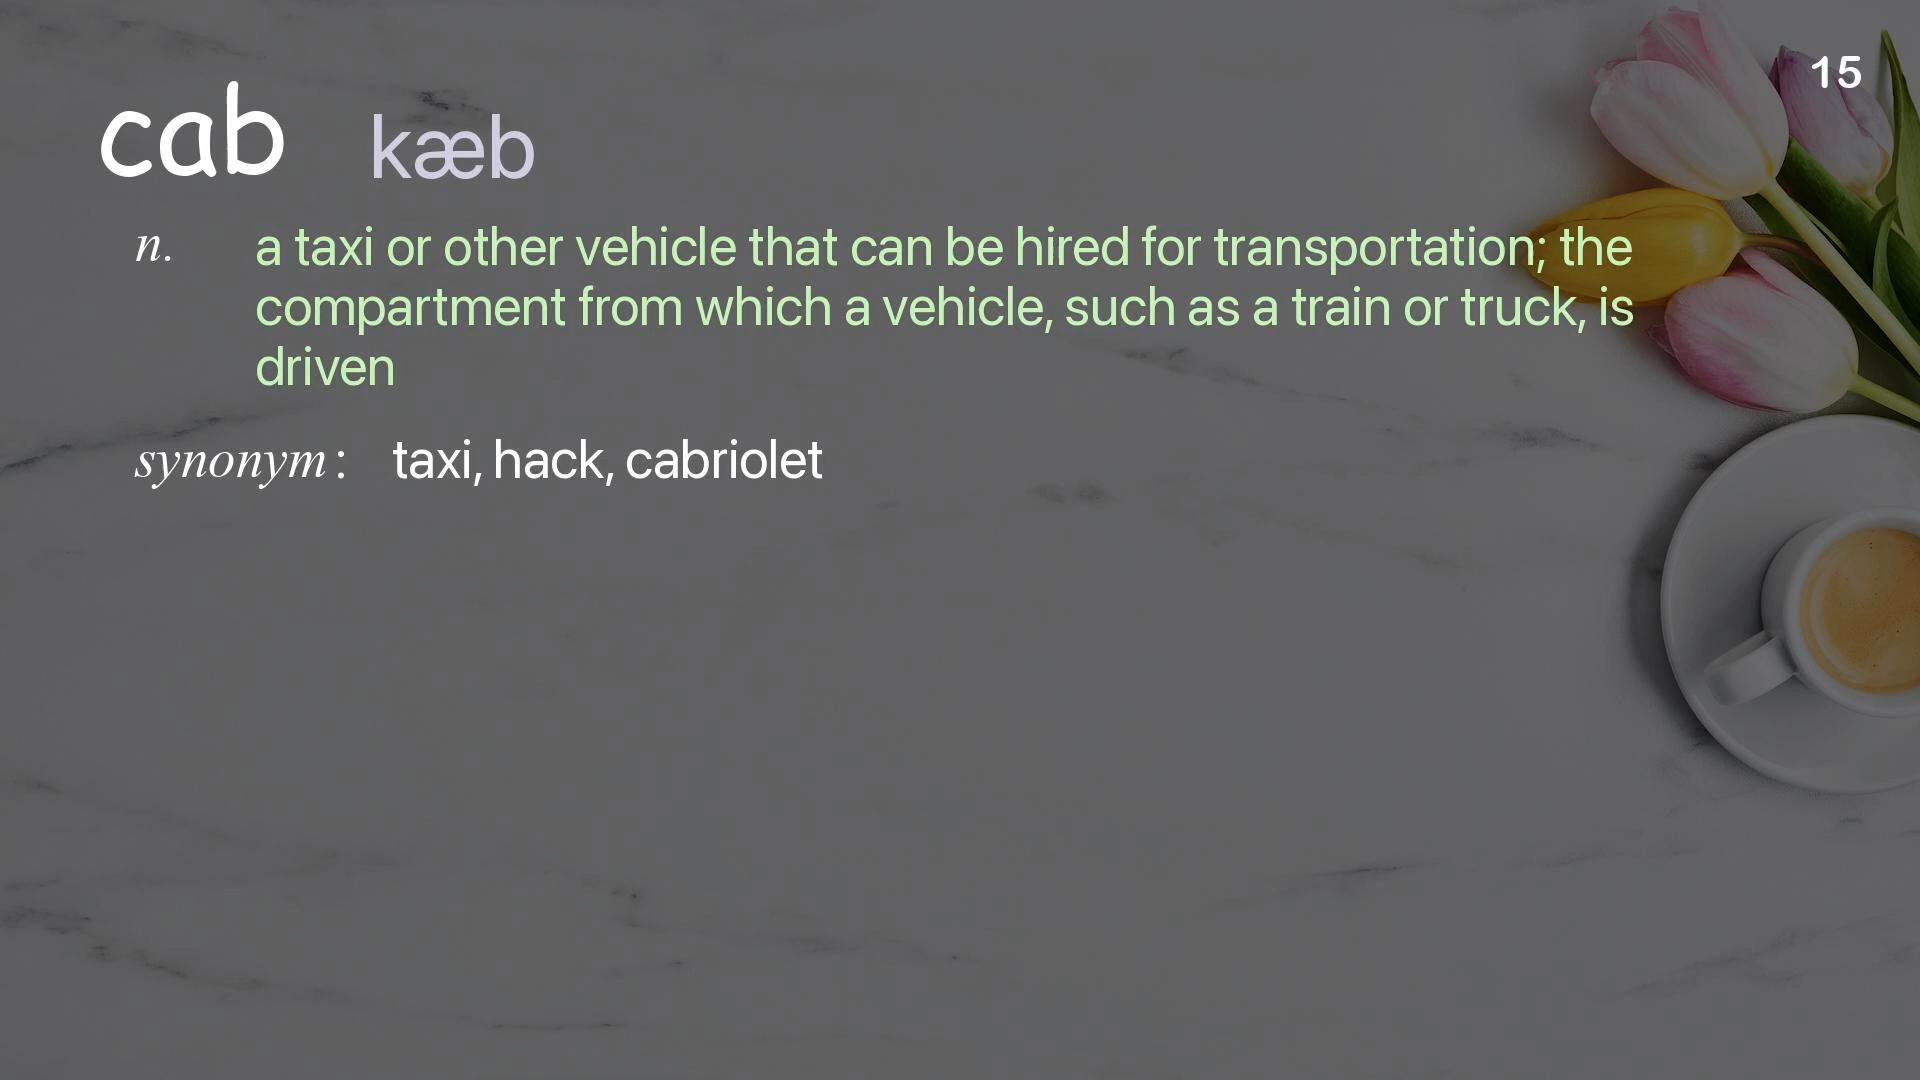 15
cab kæb
n. a taxi or other vehicle that can be hired for transportation; the
compartment from which a vehicle, such as a train or truck, is
driven
synonym: taxi, hack, cabriolet